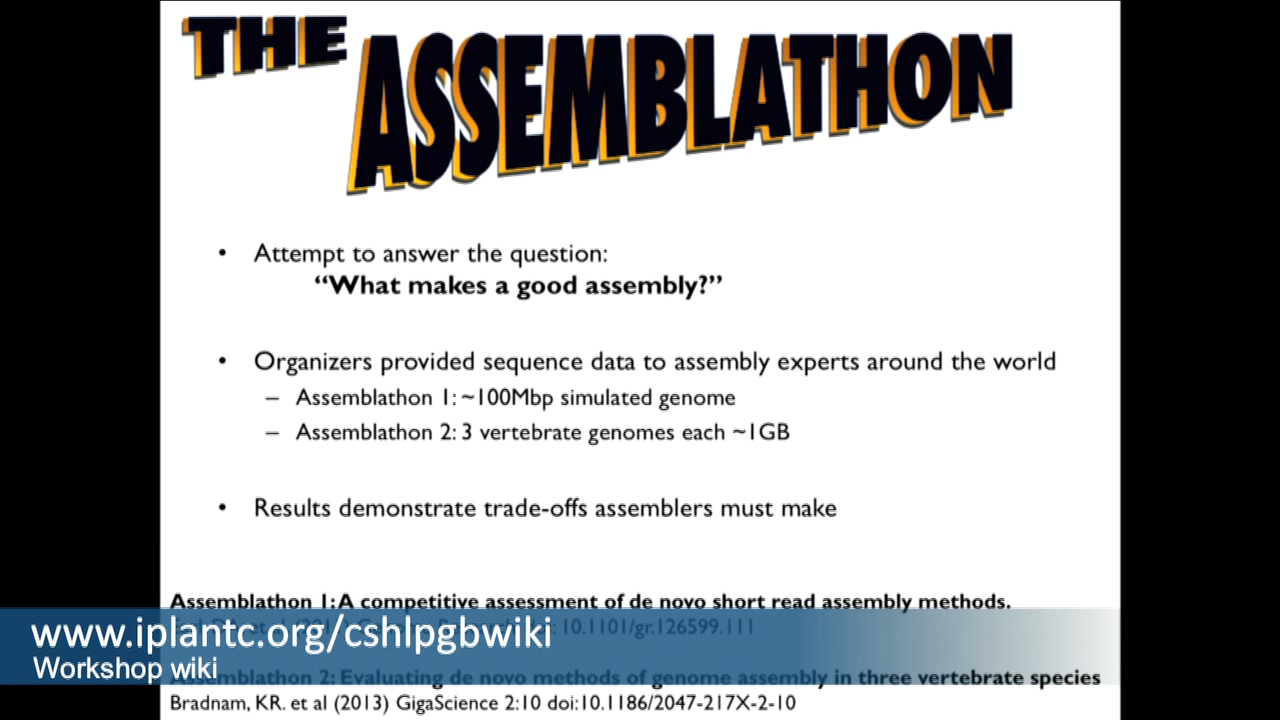 THE
ASSEMBLATHON
• Attempt to answer the question:
“What makes a good assembly?”
• Organizers provided sequence data to assembly experts around the world
– Assemblathon 1: ~100Mbp simulated genome
– Assemblathon 2: 3 vertebrate genomes each ~1GB
• Results demonstrate trade-offs assemblers must make
Assemblathon 1: A competitive assessment of de novo short read assembly methods.
doi: 10.1101/gr.126599.111
www.iplantc.org/cshlpgbwiki
Workshop wiki
Assemblathon 2: Evaluating de novo methods of genome assembly in three vertebrate species
Bradnam, KR. et al (2013) GigaScience 2:10 doi:10.1186/2047-217X-2-10